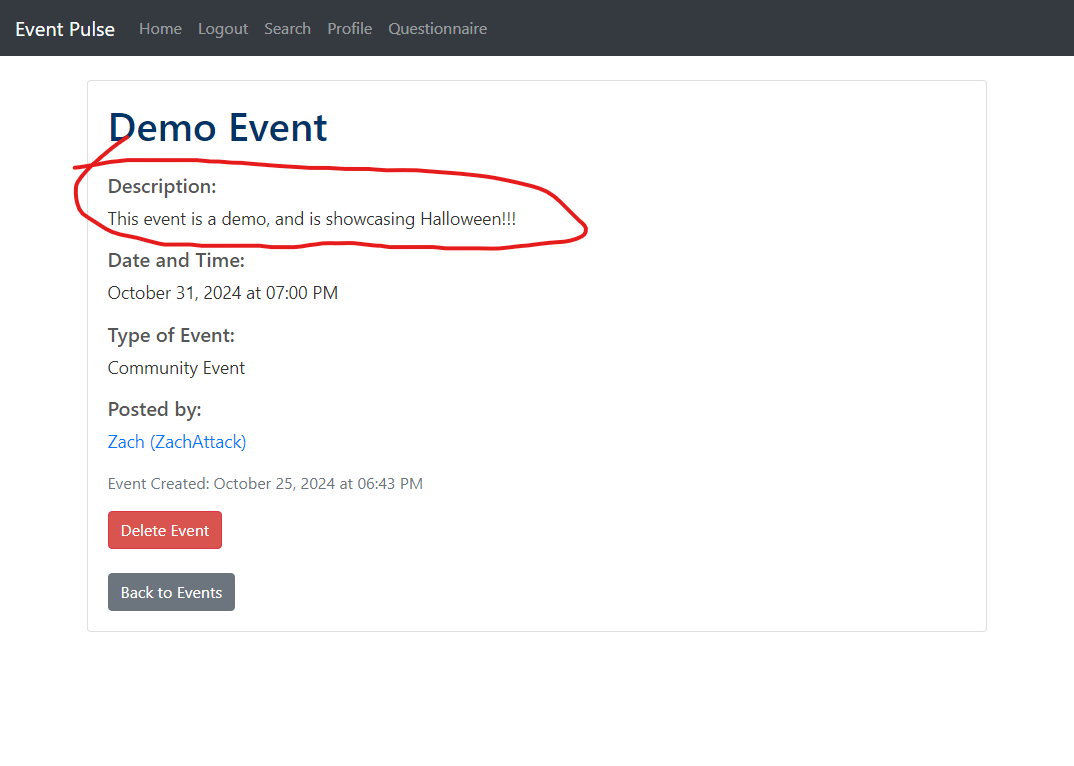 Event Pulse Home Logout Search Profile Questionnaire
Demo Event
Description:
This event is a demo, and is showcasing Halloween!!!
Date and Time:
October 31, 2024 at 07:00 PM
Type of Event:
Community Event
Posted by:
Zach (ZachAttack)
Event Created: October 25, 2024 at 06:43 PM
Delete Event
Back to Events